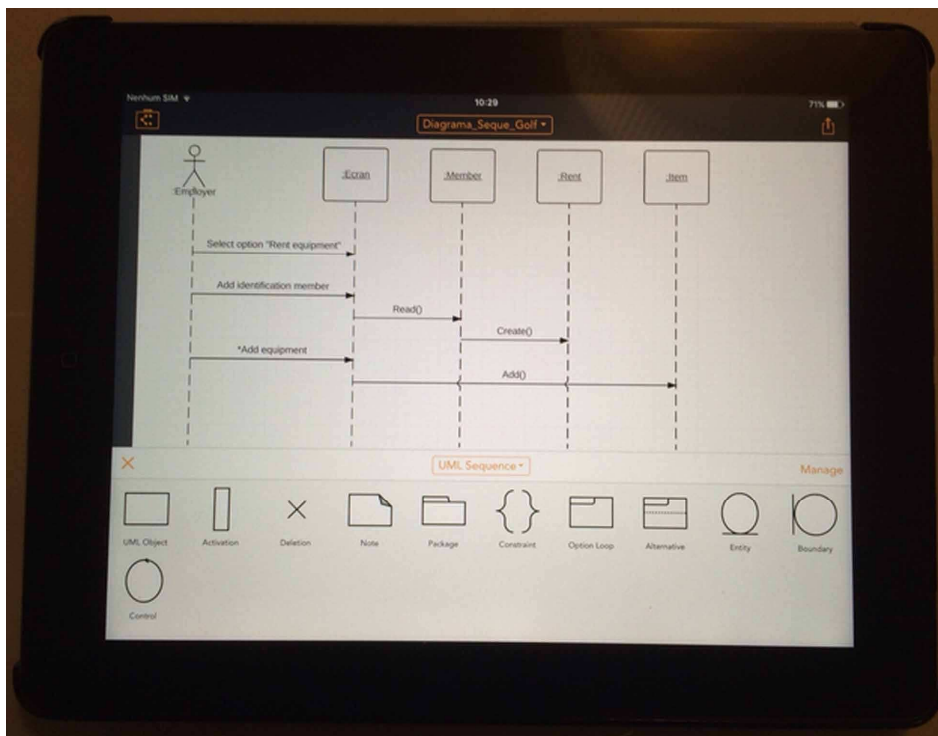 Nenhum SIM
10:29
71%
Diagrama_Seque_Golf
:Employer
:Ecran
:Member
:Rent
:Item
Select option "Rent equipment"
Add identification member
Read()
Create()
*Add equipment
Add()
UML Sequence
Manage
UML Object
Activation
Deletion
Note
Package
Constraint
Option Loop
Alternative
Entity
Boundary
Control